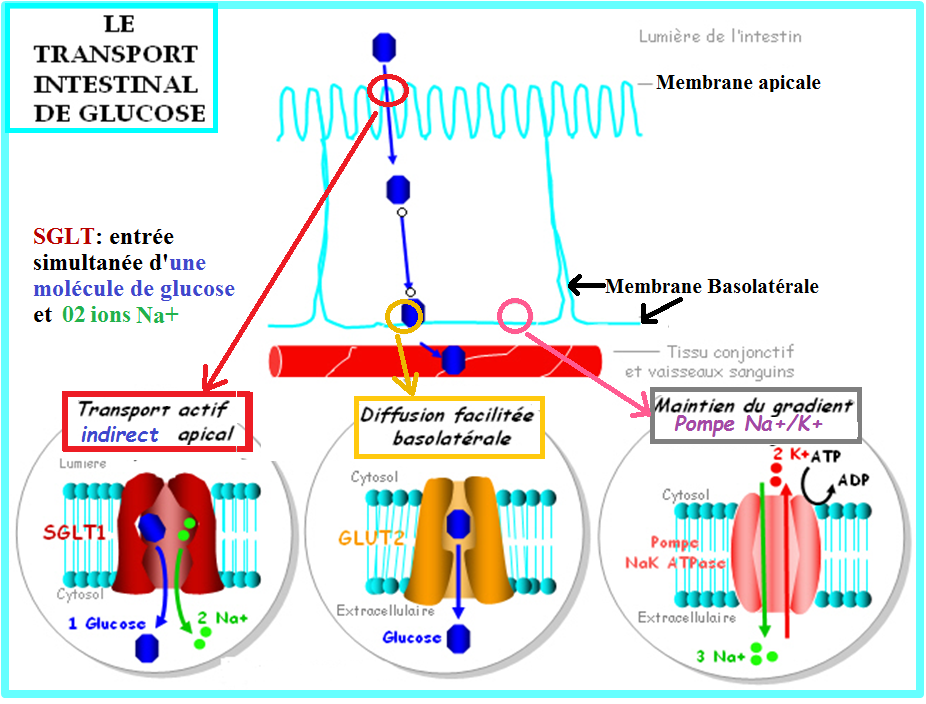 LE
TRANSPORT
INTESTINAL
DE GLUCOSE
Lumière de l'intestin
Membrane apicale
SGLT: entrée
simultanée d'une
molécule de glucose
et 02 ions Na+
Membrane Basolatérale
Tissu conjonctif
et vaisseaux sanguins
Transport actif
indirect apical
Diffusion facilitée
basolatérale
Maintien du gradient
Pompe Na+/K+
Lumière
SGLT1
Cytosol
1 Glucose
2 Na+
Cytosol
GLUT2
Extracellulaire
Glucose
2 K+
ATP
ADP
Cytosol
Pompe
NaK ATPase
Extracellulaire
3 Na+